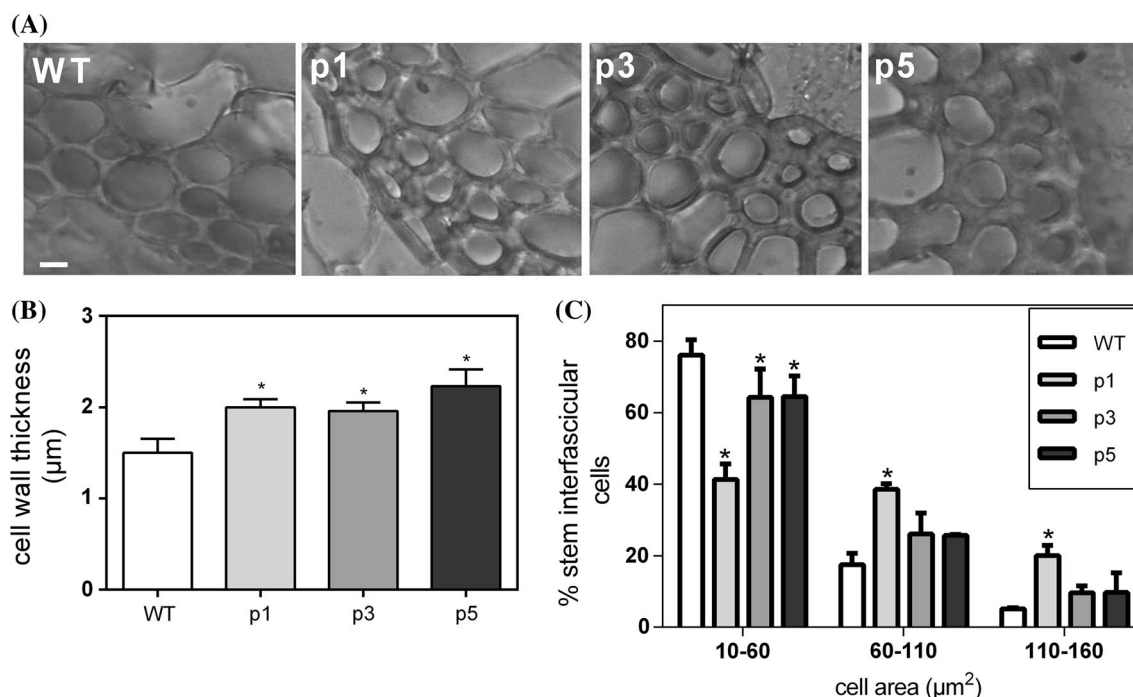 (A)
WT
p1
p3
p5
(B)
cell wall thickness
(µm)
3
2
1
0
*
*
*
WT
p1
p3
p5
(C)
% stem interfascicular
cells
80
60
40
20
0
*
*
*
*
*
WT
p1
p3
p5
10-60
60-110
110-160
cell area (µm²)